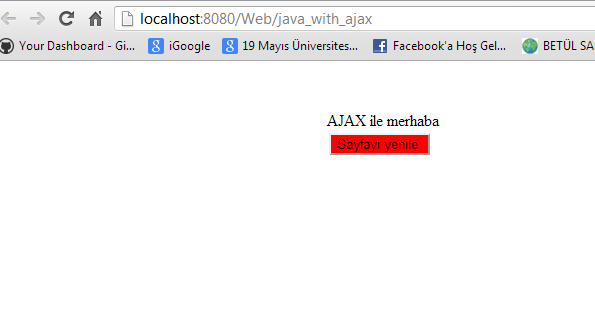 localhost:8080/Web/java_with_ajax
Your Dashboard - Gi... iGoogle 19 Mayıs Üniversites... Facebook'a Hoş Gel... BETÜL SA
AJAX ile merhaba
Sayfayi yenile